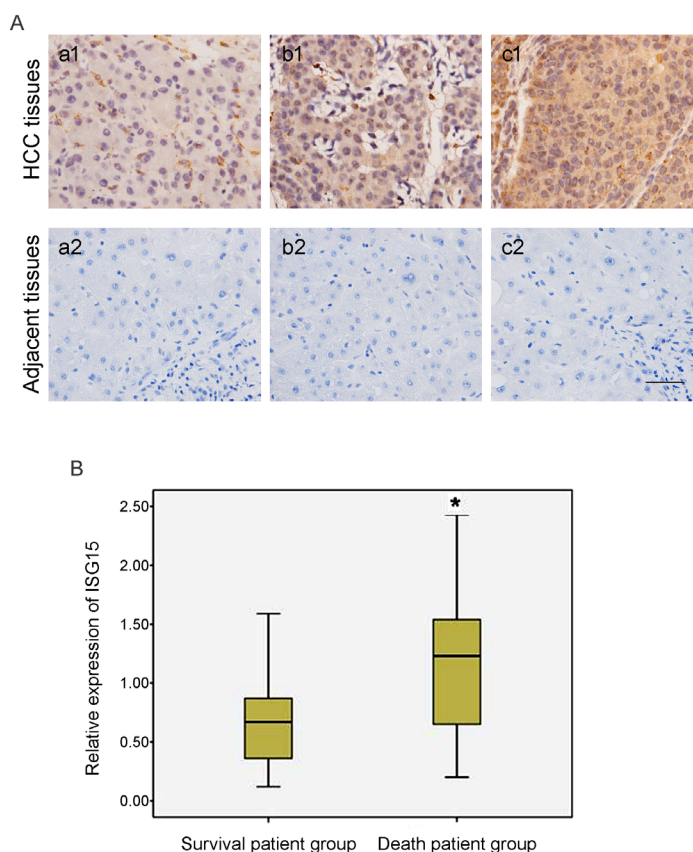 A
HCC tissues
a1
b1
c1
Adjacent tissues
a2
b2
c2
B
Relative expression of ISG15
2.50
*
2.00
1.50
1.00
0.50
0.00
Survival patient group
Death patient group